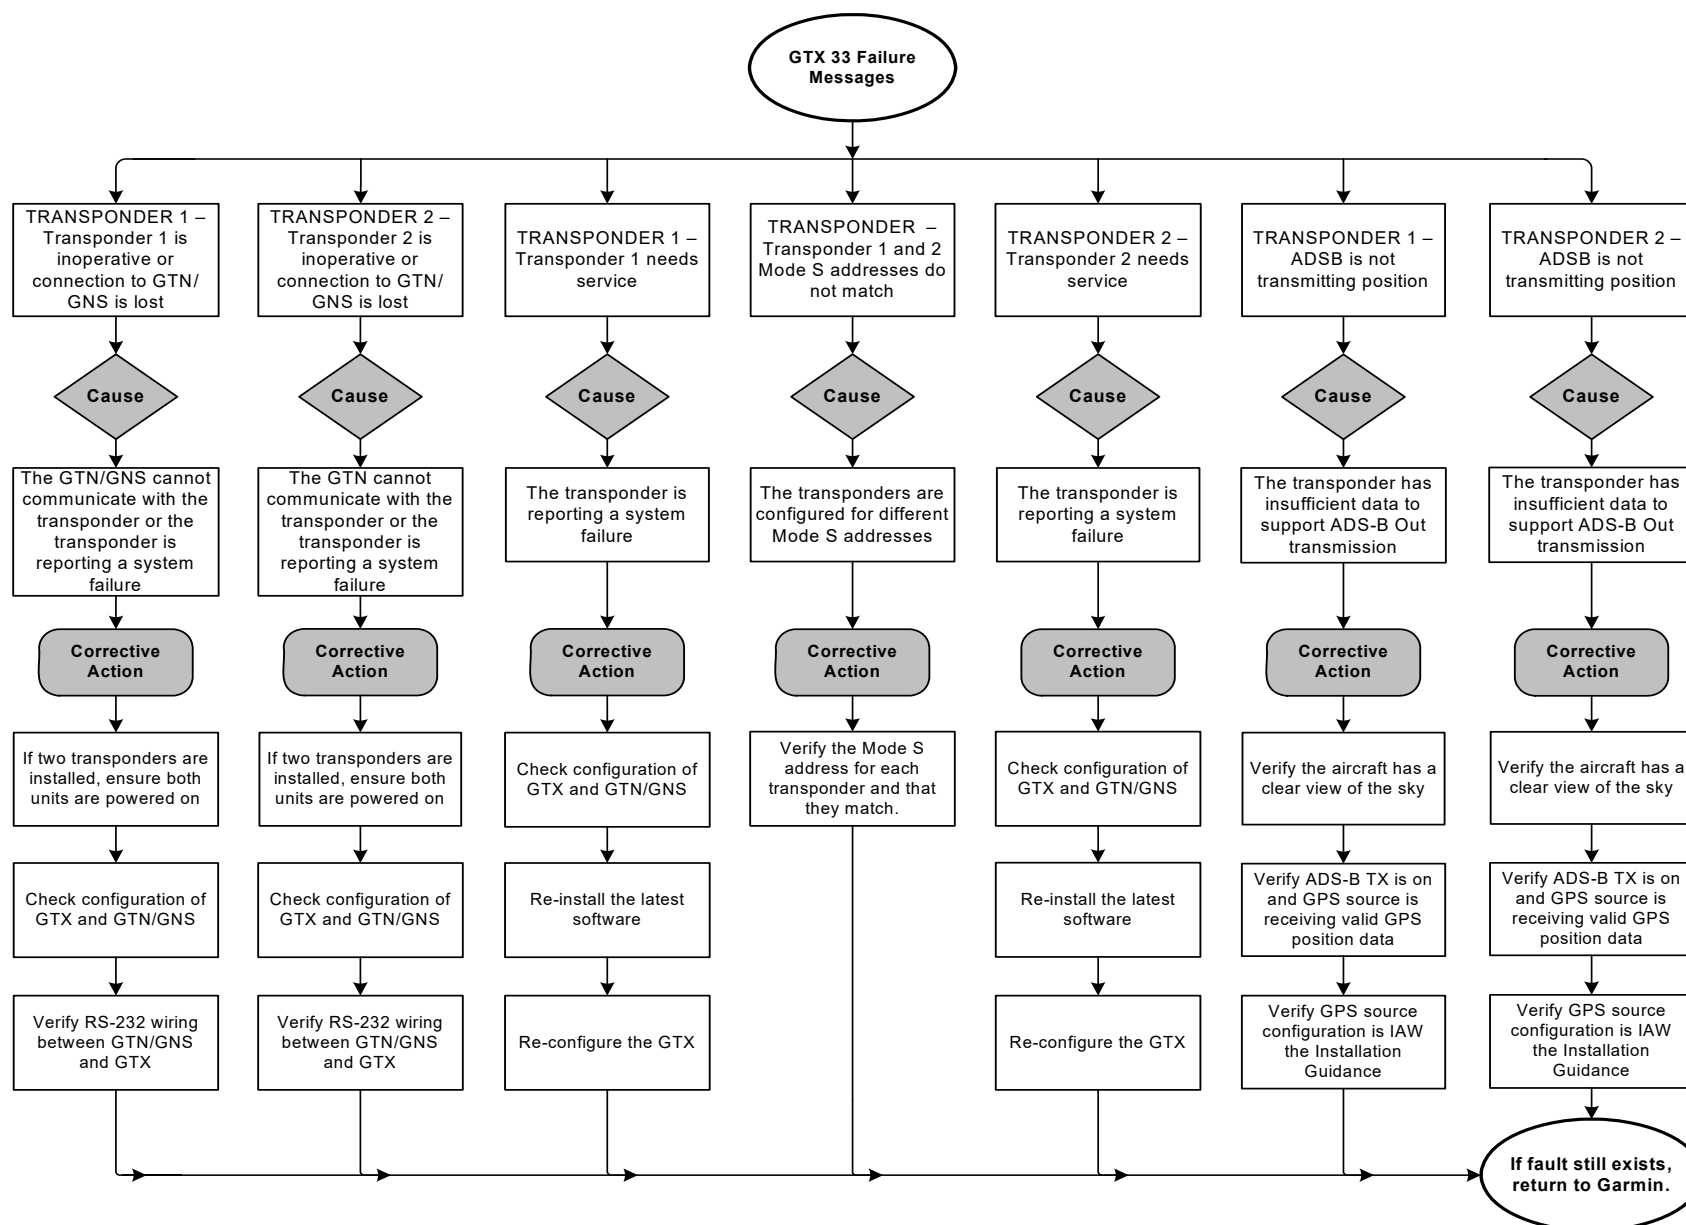 GTX 33 Failure
Messages
TRANSPONDER 1 –
Transponder 1 is
inoperative or
connection to GTN/
GNS is lost
TRANSPONDER 2 –
Transponder 2 is
inoperative or
connection to GTN/
GNS is lost
TRANSPONDER 1 –
Transponder 1 needs
service
TRANSPONDER –
Transponder 1 and 2
Mode S addresses do
not match
TRANSPONDER 2 –
Transponder 2 needs
service
TRANSPONDER 1 –
ADSB is not
transmitting position
TRANSPONDER 2 –
ADSB is not
transmitting position
Cause
Cause
Cause
Cause
Cause
Cause
Cause
The GTN/GNS cannot
communicate with the
transponder or the
transponder is
reporting a system
failure
The GTN cannot
communicate with the
transponder or the
transponder is
reporting a system
failure
The transponder is
reporting a system
failure
The transponders are
configured for different
Mode S addresses
The transponder is
reporting a system
failure
The transponder has
insufficient data to
support ADS-B Out
transmission
The transponder has
insufficient data to
support ADS-B Out
transmission
Corrective
Action
Corrective
Action
Corrective
Action
Corrective
Action
Corrective
Action
Corrective
Action
Corrective
Action
If two transponders are
installed, ensure both
units are powered on
If two transponders are
installed, ensure both
units are powered on
Check configuration of
GTX and GTN/GNS
Verify the Mode S
address for each
transponder and that
they match.
Check configuration of
GTX and GTN/GNS
Verify the aircraft has a
clear view of the sky
Verify the aircraft has a
clear view of the sky
Check configuration of
GTX and GTN/GNS
Check configuration of
GTX and GTN/GNS
Re-install the latest
software
Re-install the latest
software
Verify ADS-B TX is on
and GPS source is
receiving valid GPS
position data
Verify ADS-B TX is on
and GPS source is
receiving valid GPS
position data
Verify RS-232 wiring
between GTN/GNS
and GTX
Verify RS-232 wiring
between GTN/GNS
and GTX
Re-configure the GTX
Re-configure the GTX
Verify GPS source
configuration is IAW
the Installation
Guidance
Verify GPS source
configuration is IAW
the Installation
Guidance
If fault still exists,
return to Garmin.